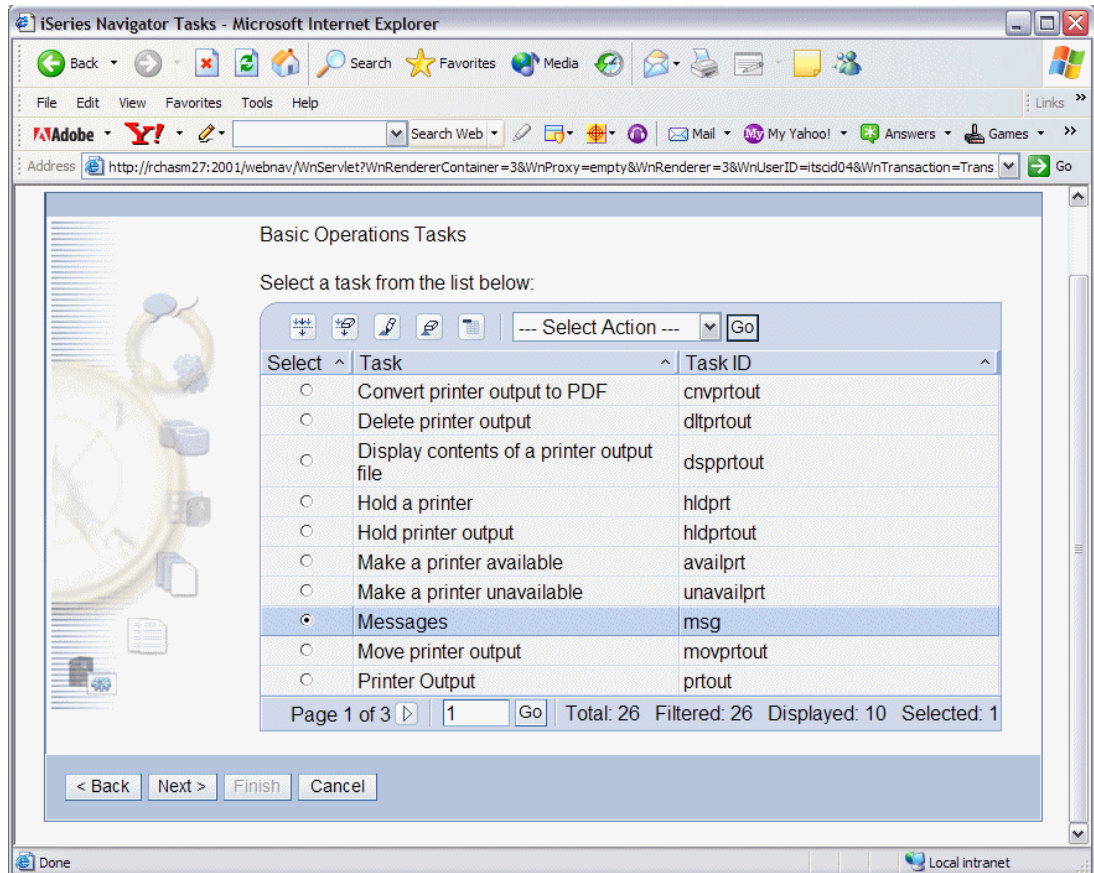 iSeries Navigator Tasks - Microsoft Internet Explorer
Back Search Favorites Media
File Edit View Favorites Tools Help Links »
Adobe Y! Search Web Mail My My Yahoo! Answers Games »
Address http://rchasm27:2001/webnav/WnServlet?WnRendererContainer=3&WnProxy=empty&WnRenderer=3&WnUserID=itscid04&WnTransaction=Trans Go
Basic Operations Tasks
Select a task from the list below:
--- Select Action --- Go
Select Task Task ID
Convert printer output to PDF cnvprtout
Delete printer output dltprtout
Display contents of a printer output
file dspprtout
Hold a printer hldprt
Hold printer output hldprtout
Make a printer available availprt
Make a printer unavailable unavailprt
Messages msg
Move printer output movprtout
Printer Output prtout
Page 1 of 3 1 Go Total: 26 Filtered: 26 Displayed: 10 Selected: 1
< Back Next > Finish Cancel
Done Local intranet